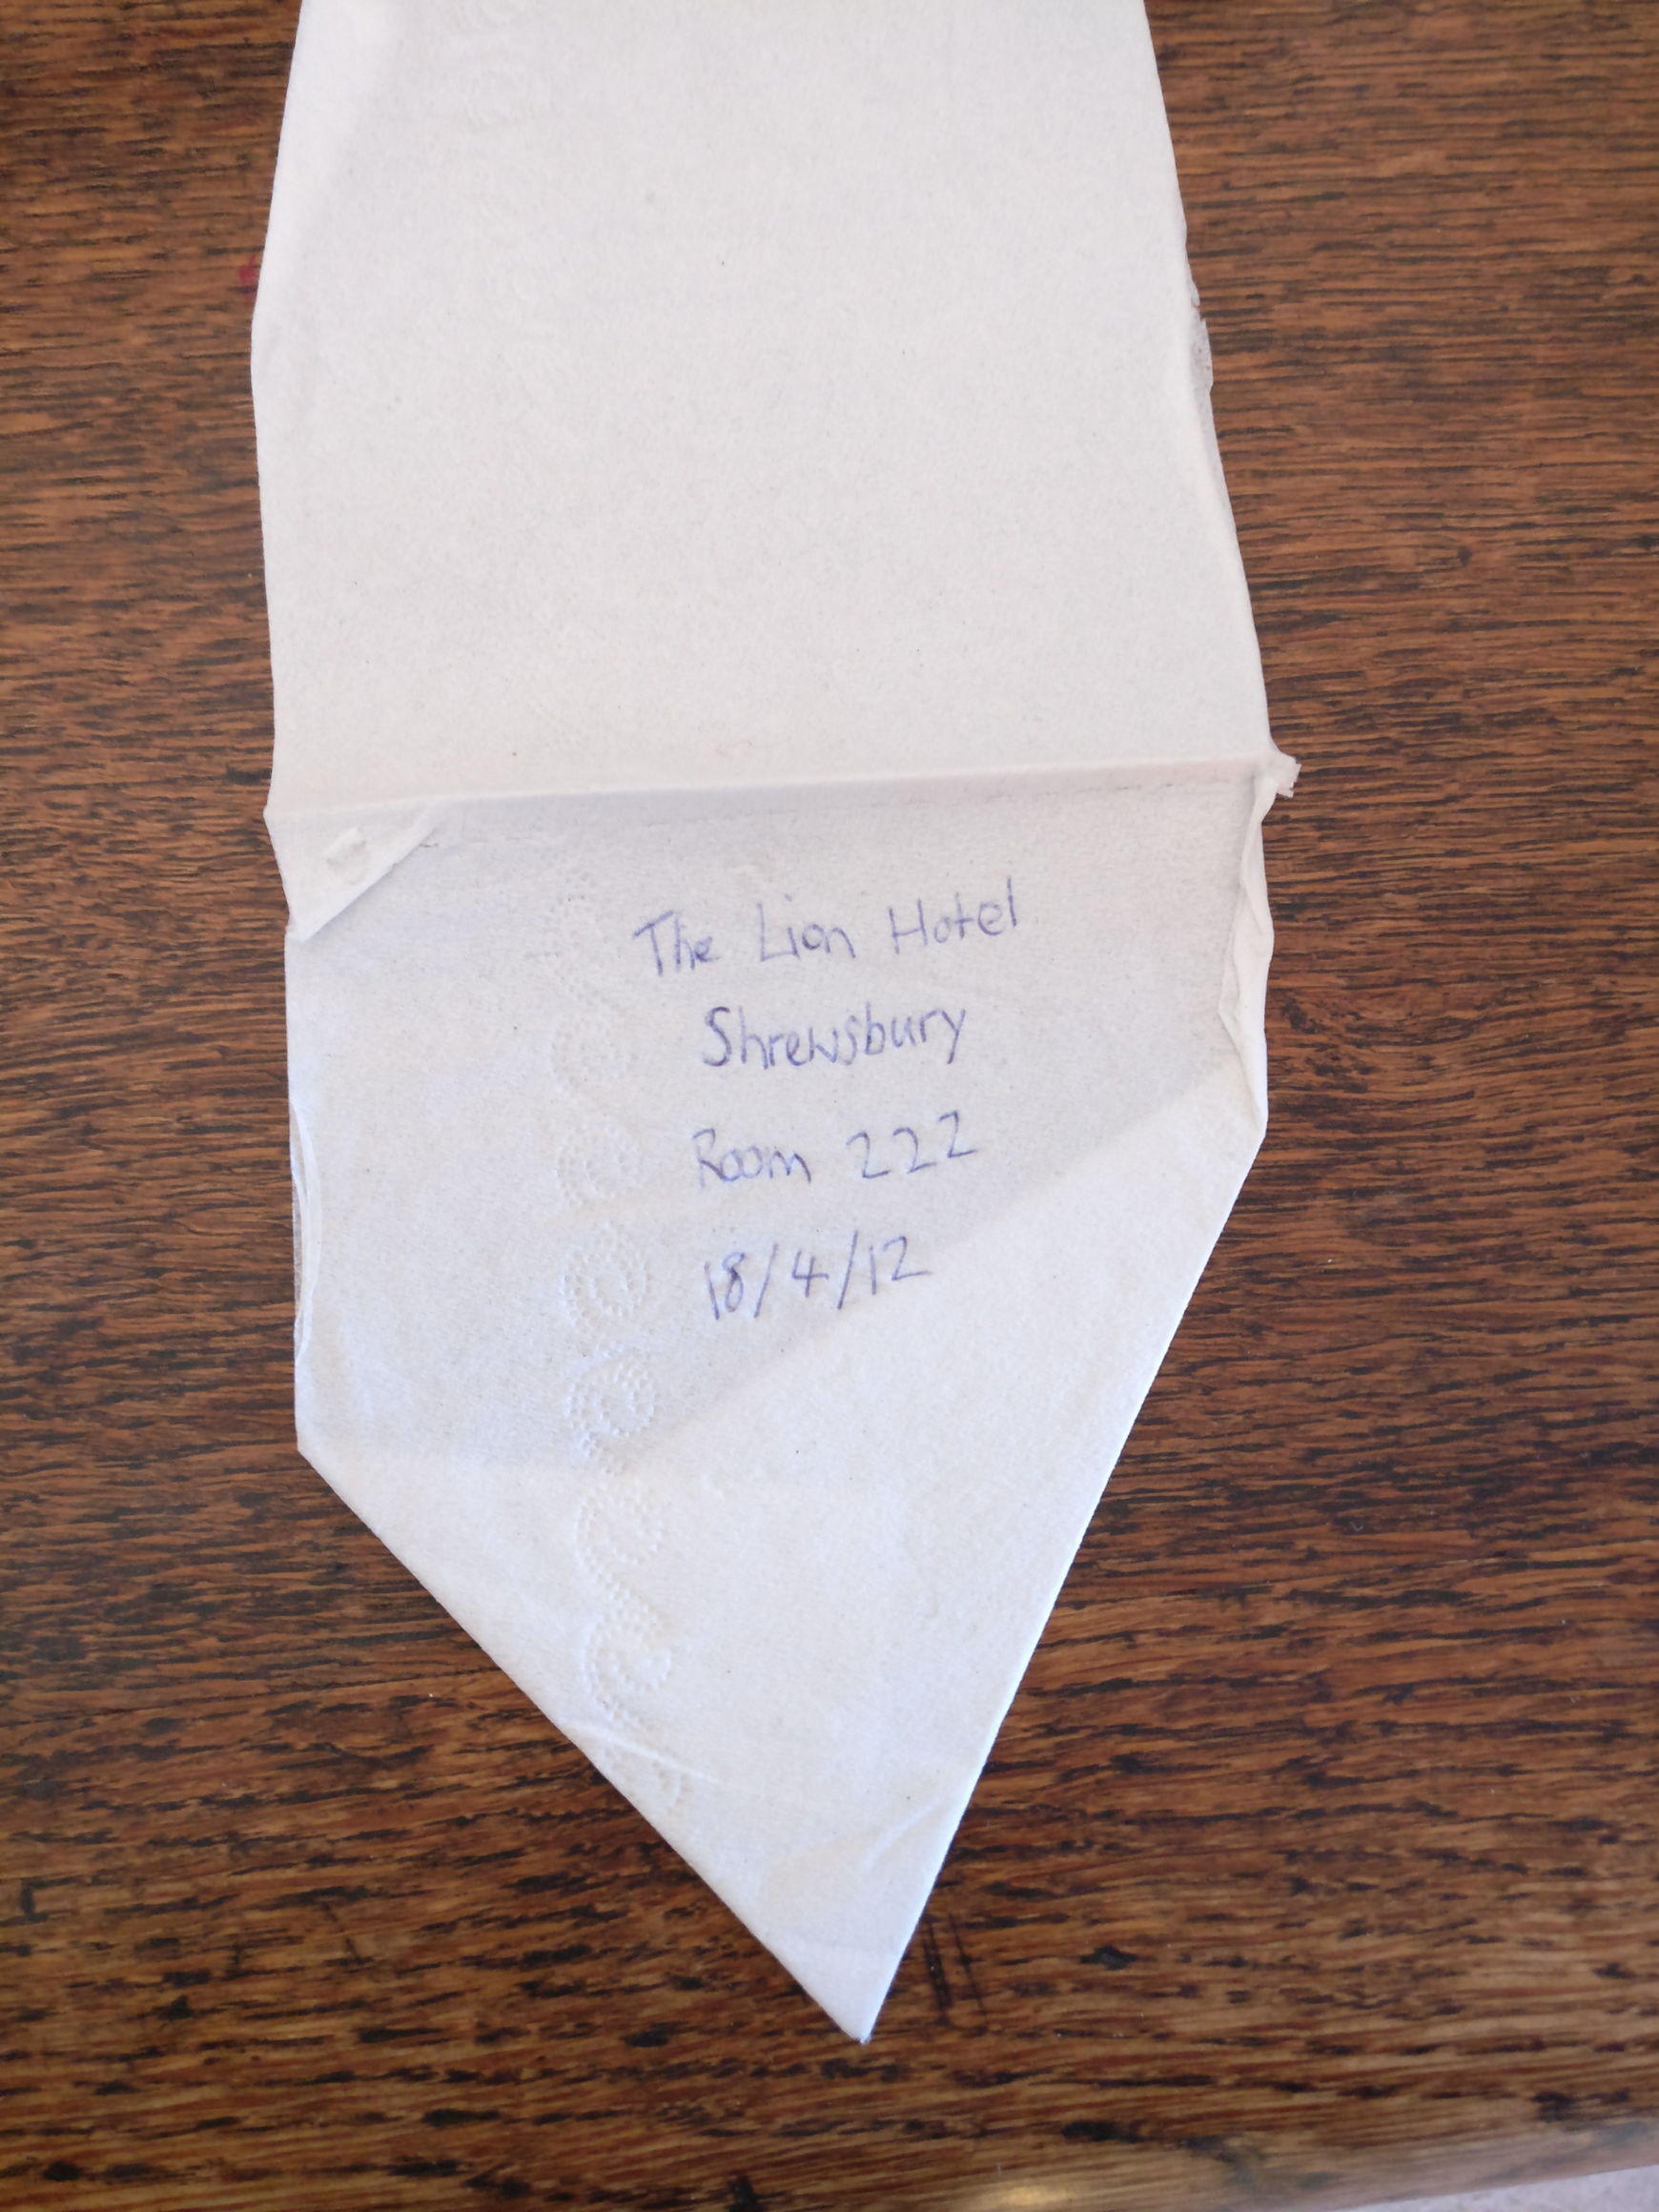 The Lion Hotel
Shrewsbury
Room 222
18/4/12